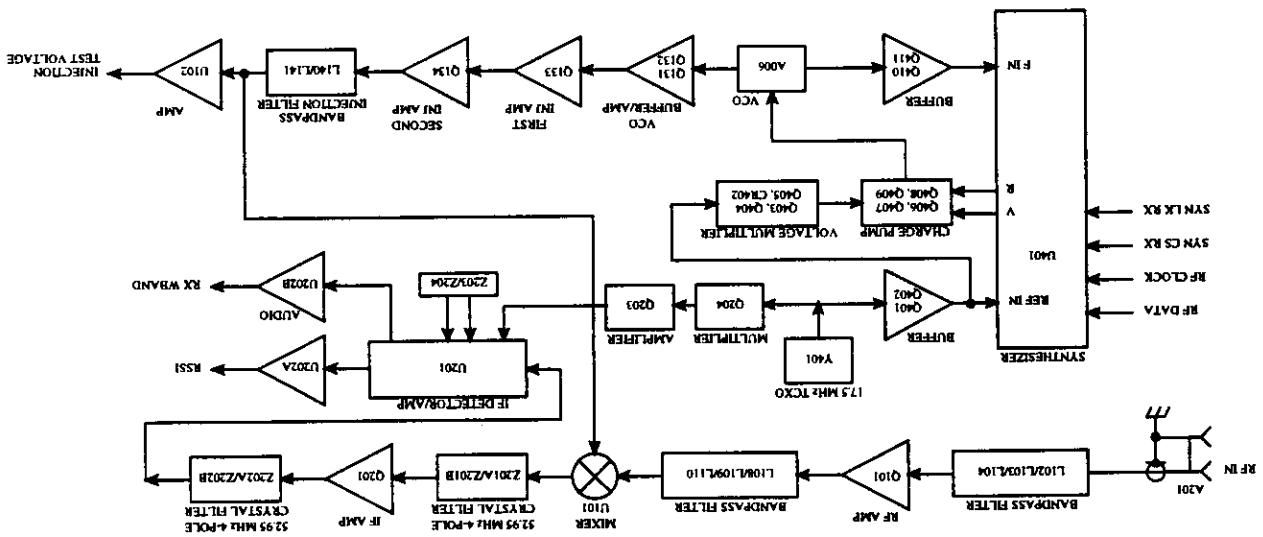 RF IN
A201
BANDPASS FILTER
L102/L103/L104
RF AMP
Q101
BANDPASS FILTER
L108/L109/L110
MIXER
U101
52.95 MHz 4-POLE
CRYSTAL FILTER
Z201A/Z201B
IF AMP
Q201
52.95 MHz 4-POLE
CRYSTAL FILTER
Z202A/Z202B
SYNTHESIZER
U401
RF DATA
RF CLOCK
SYN CS RX
SYN LK RX
REF IN
V
R
F IN
BUFFER
Q401
Q402
17.5 MHz TCXO
Y401
MULTIPLIER
Q204
AMPLIFIER
Q203
IF DETECTOR/AMP
U201
Z203/Z204
U202A
RSSI
AUDIO
U202B
RX WBAND
CHARGE PUMP
Q406, Q407
Q408, Q409
VOLTAGE MULTIPLIER
Q403, Q404
Q405, CR402
BUFFER
Q410
Q411
VCO
A006
VCO
BUFFER/AMP
Q131
Q132
FIRST
INJ AMP
Q133
SECOND
INJ AMP
Q134
BANDPASS
INJECTION FILTER
L140/L141
AMP
U102
INJECTION
TEST VOLTAGE